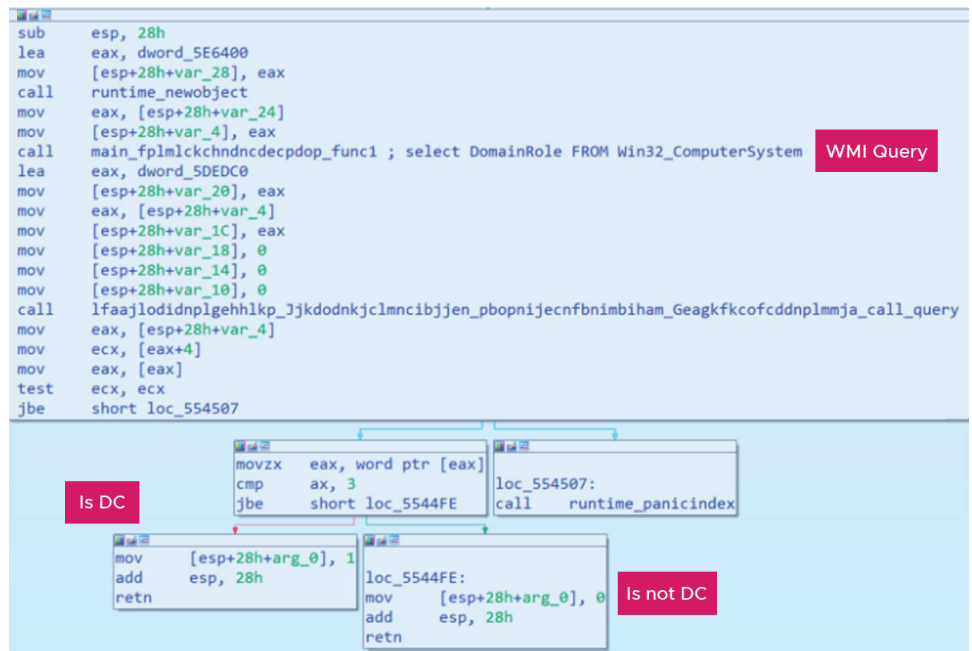 sub esp, 28h
lea eax, dword_5E6400
mov [esp+28h+var_28], eax
call runtime_newobject
mov eax, [esp+28h+var_24]
mov [esp+28h+var_4], eax
call main_fplmlckchndncdecpdop_func1 ; select DomainRole FROM Win32_ComputerSystem
WMI Query
lea eax, dword_5DEDC0
mov [esp+28h+var_20], eax
mov eax, [esp+28h+var_4]
mov [esp+28h+var_1C], eax
mov [esp+28h+var_18], 0
mov [esp+28h+var_14], 0
mov [esp+28h+var_10], 0
call lfaajlodidnplgehhlkp_Jjkdodnkjclmncibjjen_pbopnijecnfbnimbiham_Geagkfkcofcddnplmmja_call_query
mov eax, [esp+28h+var_4]
mov ecx, [eax+4]
mov eax, [eax]
test ecx, ecx
jbe short loc_554507
movzx eax, word ptr [eax]
cmp ax, 3
jbe short loc_5544FE
loc_554507:
call runtime_panicindex
Is DC
mov [esp+28h+arg_0], 1
add esp, 28h
retn
loc_5544FE:
mov [esp+28h+arg_0], 0
add esp, 28h
retn
Is not DC